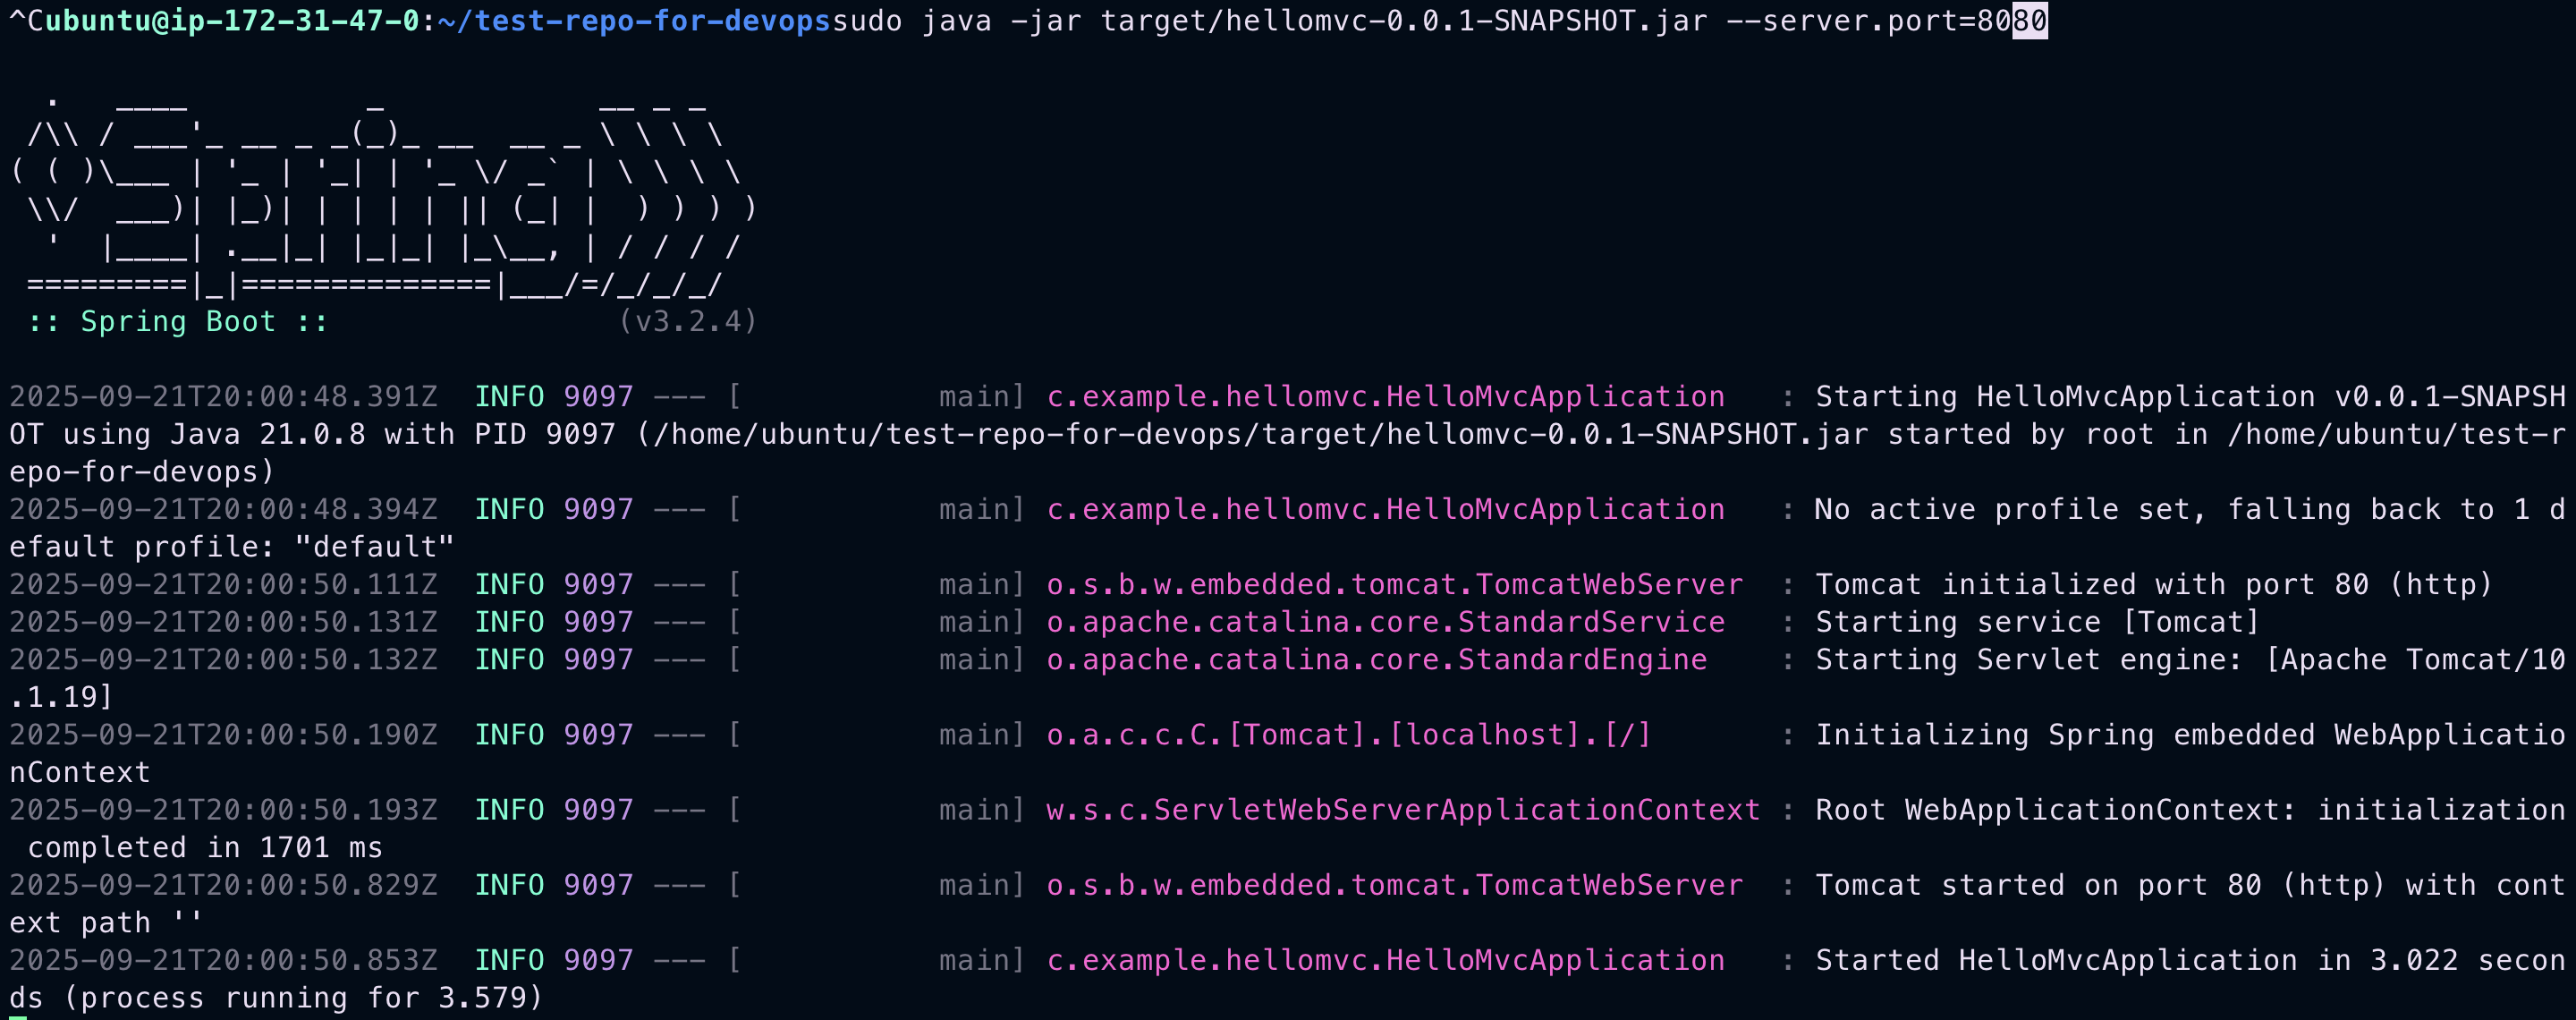 ^Cubuntu@ip-172-31-47-0:~/test-repo-for-devopssudo java -jar target/hellomvc-0.0.1-SNAPSHOT.jar --server.port=8080

  .   ____          _            __ _ _
 /\\ / ___'_ __ _ _(_)_ __  __ _ \ \ \ \
( ( )\___ | '_ | '_| | '_ \/ _` | \ \ \ \
 \\/  ___)| |_)| | | | | || (_| |  ) ) ) )
  '  |____| .__|_| |_|_| |_\__, | / / / /
 =========|_|==============|___/=/_/_/_/
 :: Spring Boot ::                (v3.2.4)

2025-09-21T20:00:48.391Z  INFO 9097 --- [           main] c.example.hellomvc.HelloMvcApplication   : Starting HelloMvcApplication v0.0.1-SNAPSH
OT using Java 21.0.8 with PID 9097 (/home/ubuntu/test-repo-for-devops/target/hellomvc-0.0.1-SNAPSHOT.jar started by root in /home/ubuntu/test-r
epo-for-devops)
2025-09-21T20:00:48.394Z  INFO 9097 --- [           main] c.example.hellomvc.HelloMvcApplication   : No active profile set, falling back to 1 d
efault profile: "default"
2025-09-21T20:00:50.111Z  INFO 9097 --- [           main] o.s.b.w.embedded.tomcat.TomcatWebServer  : Tomcat initialized with port 80 (http)
2025-09-21T20:00:50.131Z  INFO 9097 --- [           main] o.apache.catalina.core.StandardService   : Starting service [Tomcat]
2025-09-21T20:00:50.132Z  INFO 9097 --- [           main] o.apache.catalina.core.StandardEngine    : Starting Servlet engine: [Apache Tomcat/10
.1.19]
2025-09-21T20:00:50.190Z  INFO 9097 --- [           main] o.a.c.c.C.[Tomcat].[localhost].[/]       : Initializing Spring embedded WebApplicatio
nContext
2025-09-21T20:00:50.193Z  INFO 9097 --- [           main] w.s.c.ServletWebServerApplicationContext : Root WebApplicationContext: initialization
 completed in 1701 ms
2025-09-21T20:00:50.829Z  INFO 9097 --- [           main] o.s.b.w.embedded.tomcat.TomcatWebServer  : Tomcat started on port 80 (http) with cont
ext path ''
2025-09-21T20:00:50.853Z  INFO 9097 --- [           main] c.example.hellomvc.HelloMvcApplication   : Started HelloMvcApplication in 3.022 secon
ds (process running for 3.579)